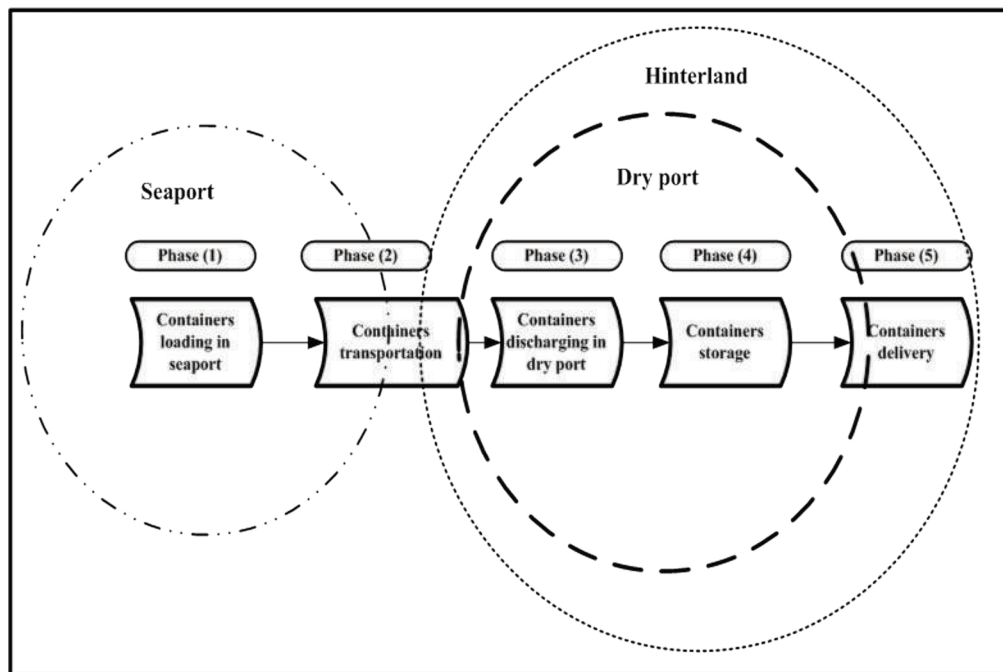 Hinterland
Dry port
Seaport
Phase (1)
Phase (2)
Phase (3)
Phase (4)
Phase (5)
Containers
loading in
seaport
Containers
transportation
Containers
discharging in
dry port
Containers
storage
Containers
delivery